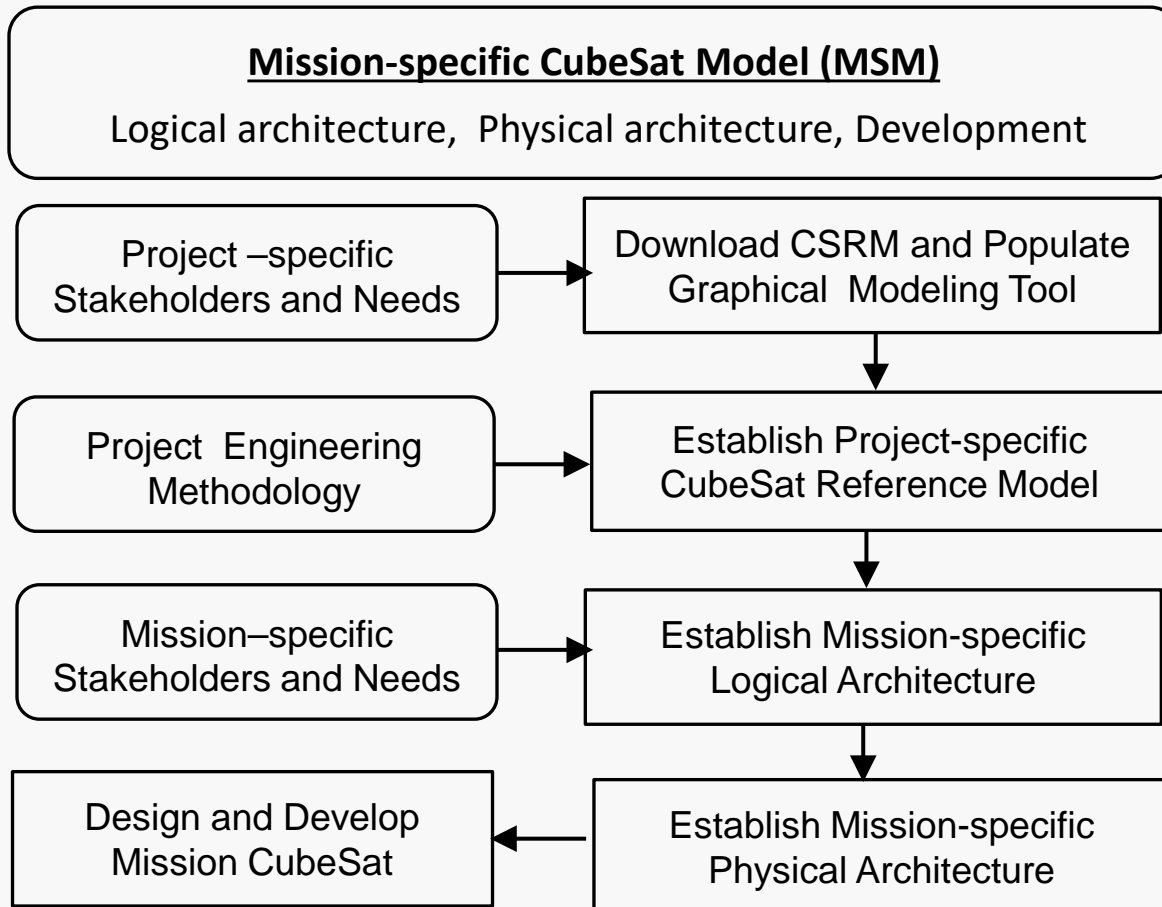 Mission-specific CubeSat Model (MSM)
Logical architecture,  Physical architecture, Development
Project –specific
Stakeholders and Needs
Download CSRM and Populate
Graphical  Modeling Tool
Project  Engineering
Methodology
Establish Project-specific
CubeSat Reference Model
Mission–specific
Stakeholders and Needs
Establish Mission-specific
Logical Architecture
Design and Develop
Mission CubeSat
Establish Mission-specific
Physical Architecture